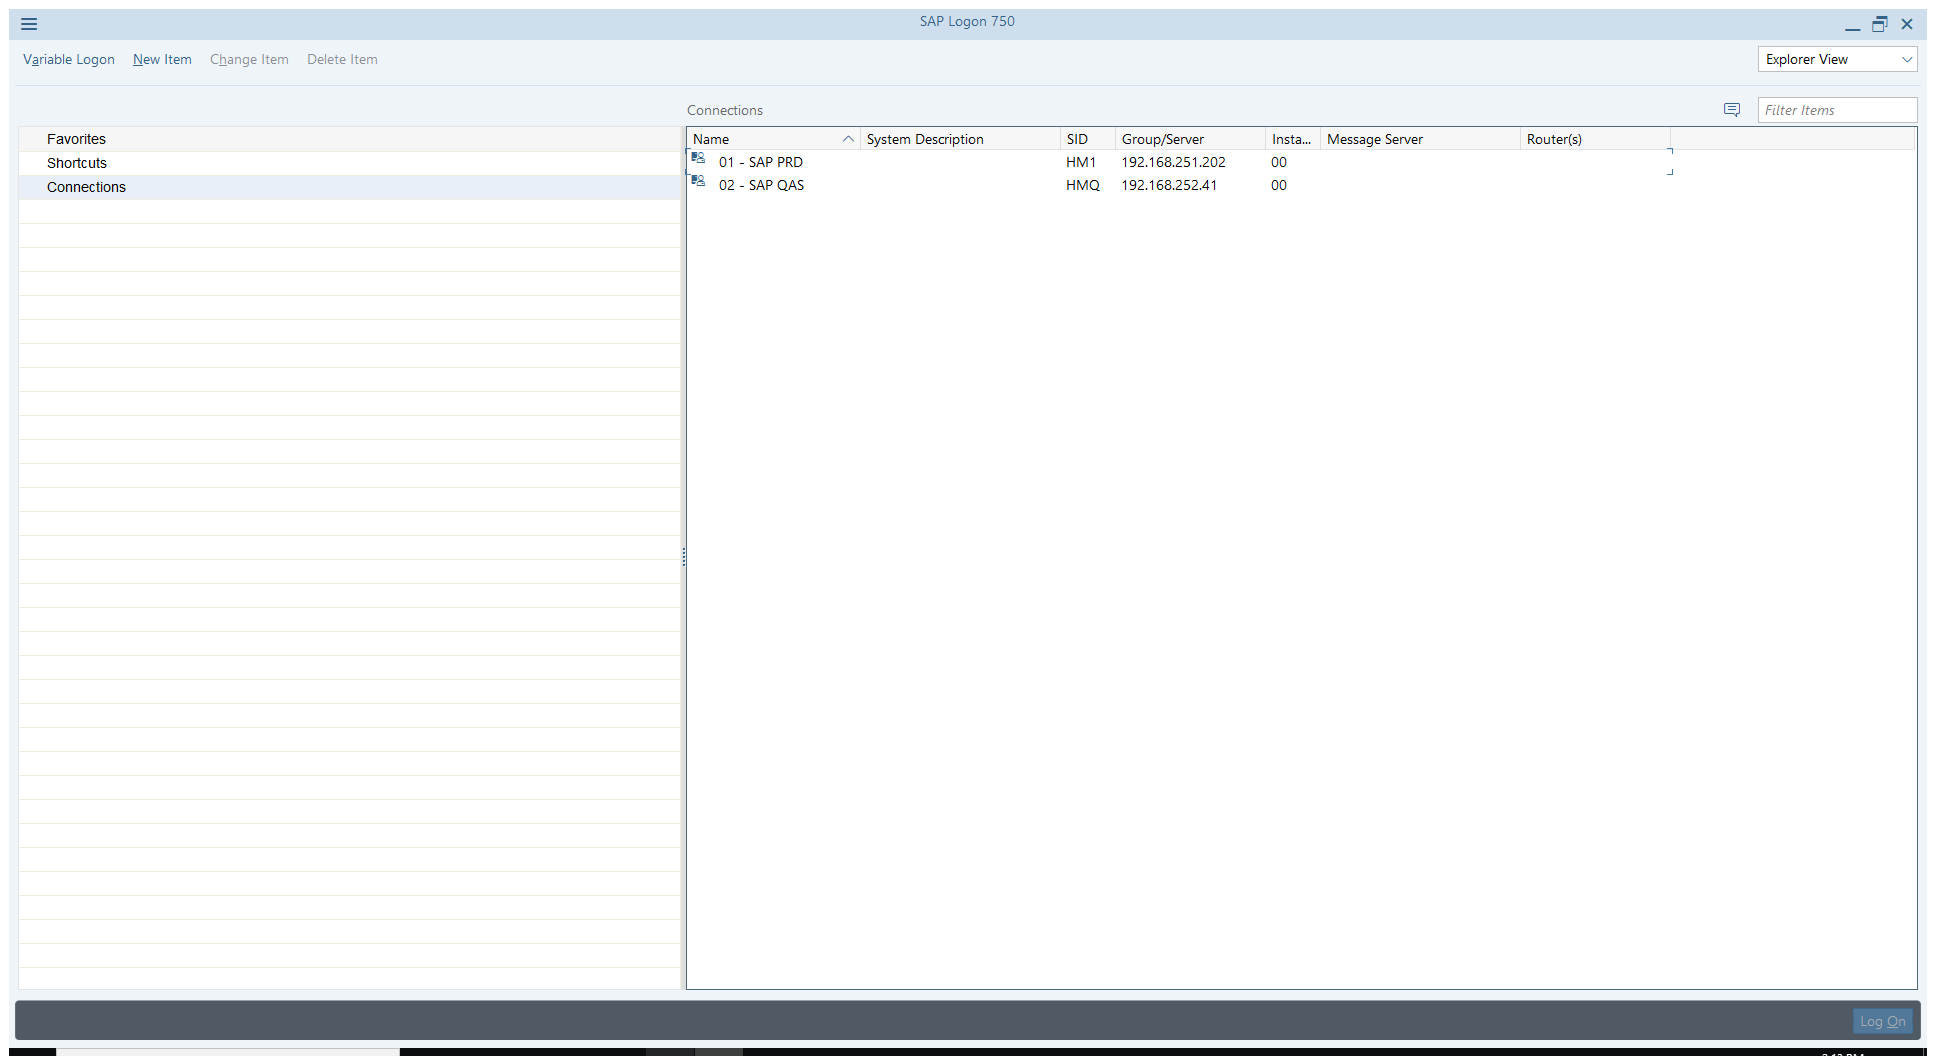 SAP Logon 750
Variable Logon New Item Change Item Delete Item Explorer View
Connections Filter Items
Favorites
Shortcuts
Connections
Name System Description SID Group/Server Insta... Message Server Router(s)
01 - SAP PRD HM1 192.168.251.202 00
02 - SAP QAS HMQ 192.168.252.41 00
Log On